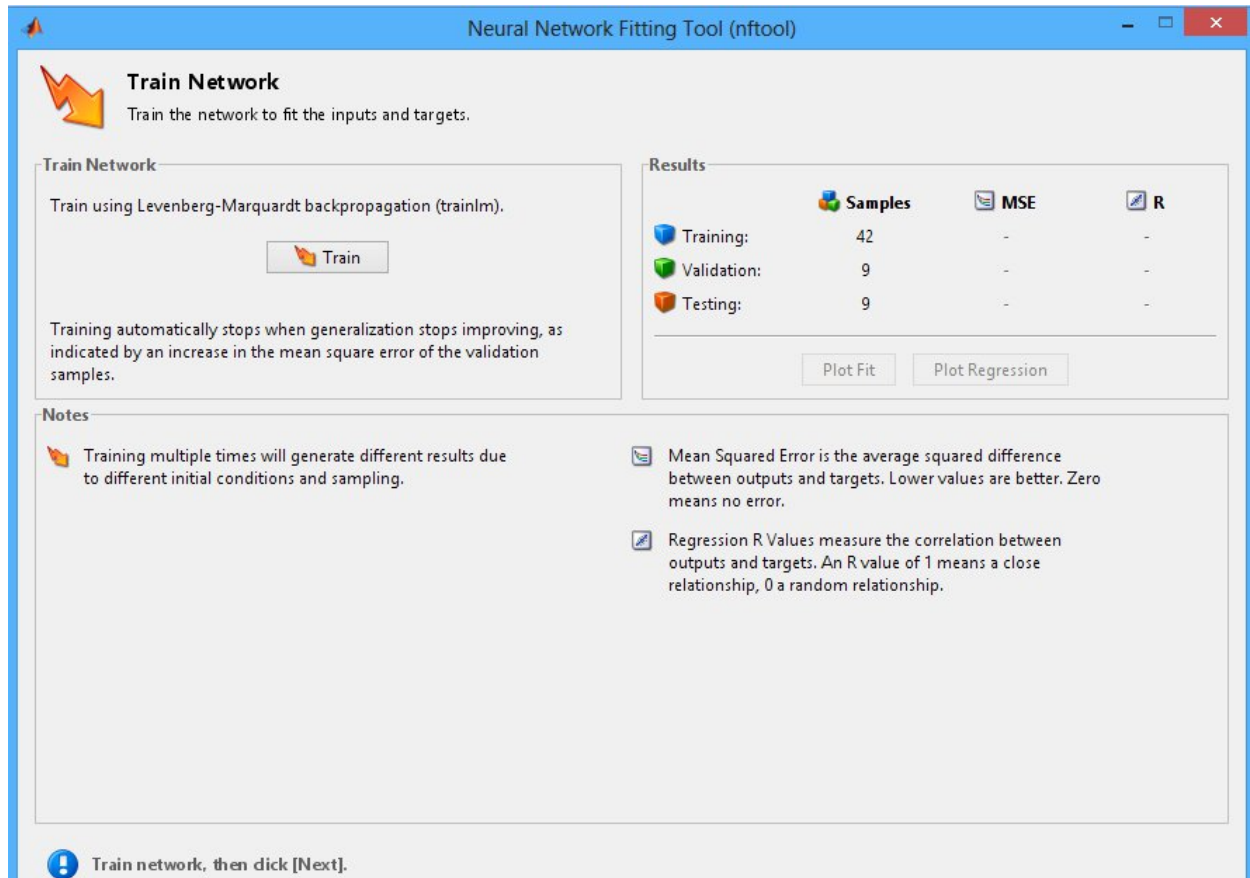 Neural Network Fitting Tool (nftool)
Train Network
Train the network to fit the inputs and targets.
Train Network
Train using Levenberg-Marquardt backpropagation (trainlm).
Train
Training automatically stops when generalization stops improving, as
indicated by an increase in the mean square error of the validation
samples.
Results
Samples MSE R
Training: 42 - -
Validation: 9 - -
Testing: 9 - -
Plot Fit Plot Regression
Notes
Training multiple times will generate different results due
to different initial conditions and sampling.
Mean Squared Error is the average squared difference
between outputs and targets. Lower values are better. Zero
means no error.
Regression R Values measure the correlation between
outputs and targets. An R value of 1 means a close
relationship, 0 a random relationship.
Train network, then click [Next].